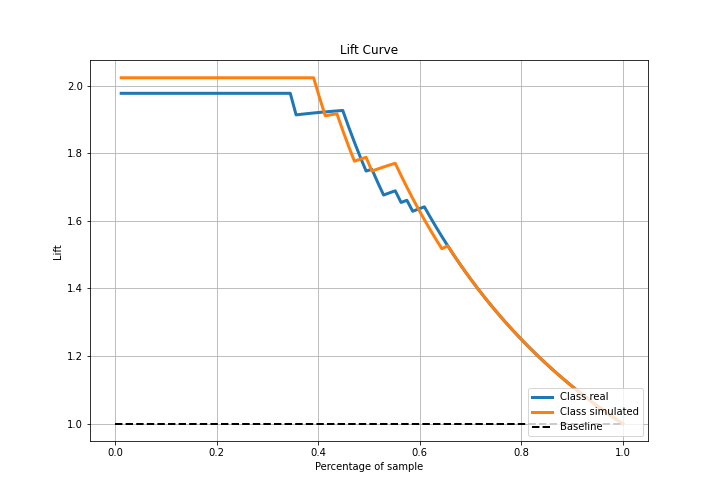 Lift Curve
Lift
2.0
1.8
1.6
1.4
1.2
1.0
0.0 0.2 0.4 0.6 0.8 1.0
Percentage of sample
Class real
Class simulated
Baseline